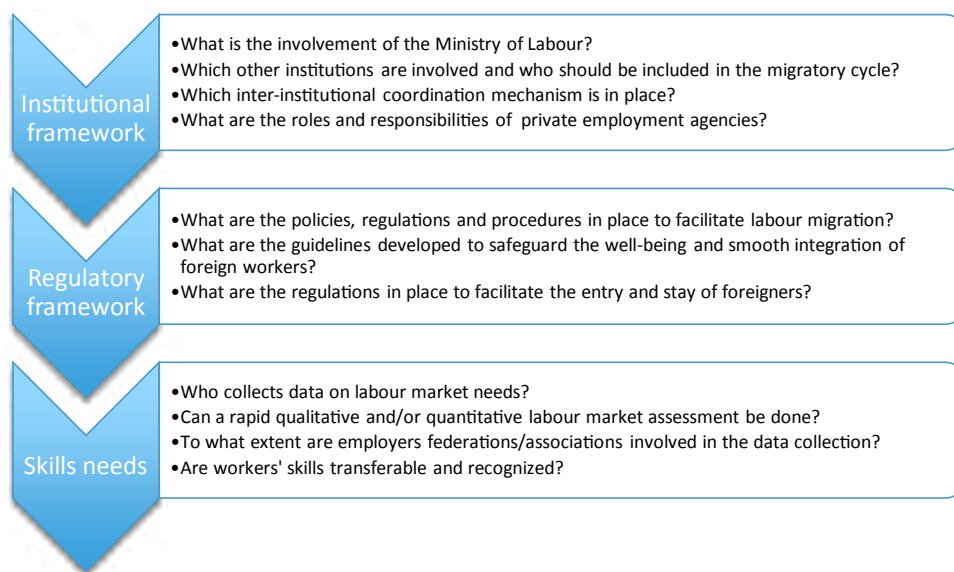 Institutional
framework
•What is the involvement of the Ministry of Labour?
•Which other institutions are involved and who should be included in the migratory cycle?
•Which inter-institutional coordination mechanism is in place?
•What are the roles and responsibilities of private employment agencies?
Regulatory
framework
•What are the policies, regulations and procedures in place to facilitate labour migration?
•What are the guidelines developed to safeguard the well-being and smooth integration of
foreign workers?
•What are the regulations in place to facilitate the entry and stay of foreigners?
Skills needs
•Who collects data on labour market needs?
•Can a rapid qualitative and/or quantitative labour market assessment be done?
•To what extent are employers federations/associations involved in the data collection?
•Are workers' skills transferable and recognized?